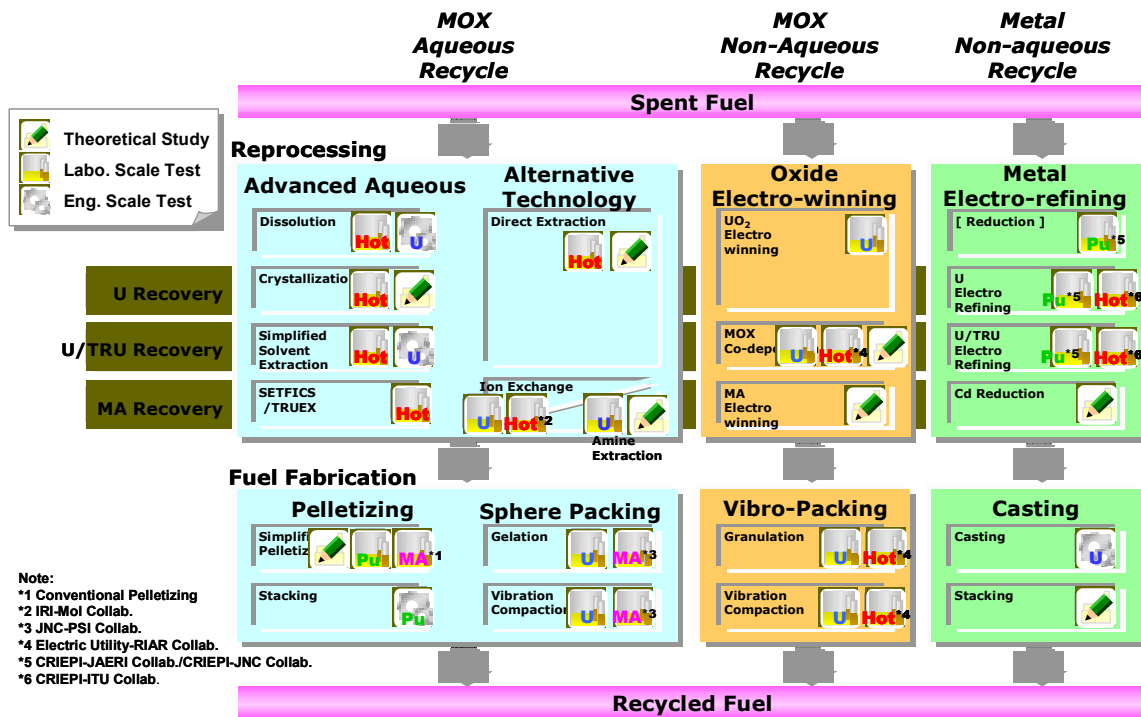 MOX
Aqueous
Recycle
MOX
Non-Aqueous
Recycle
Metal
Non-aqueous
Recycle
Spent Fuel
Theoretical Study
Labo. Scale Test
Eng. Scale Test
Reprocessing
Advanced Aqueous
Alternative
Technology
Oxide
Electro-winning
Metal
Electro-refining
Dissolution
Hot
U
Direct Extraction
Hot
UO2
Electro
winning
U
[ Reduction ]
Pu*5
U Recovery
Crystallizatio
Hot
U
Electro
Refining
Pu*5
Hot*6
U/TRU Recovery
Simplified
Solvent
Extraction
Hot
U
MOX
Co-depo
U
Hot*4
U/TRU
Electro
Refining
Pu*5
Hot*6
MA Recovery
SETFICS
/TRUEX
Hot
Ion Exchange
U
Hot*2
U
Amine
Extraction
MA
Electro
winning
Cd Reduction
Fuel Fabrication
Pelletizing
Sphere Packing
Vibro-Packing
Casting
Simplifi
Pelletiz
Pu
MA*1
Gelation
U
MA*3
Granulation
U
Hot*4
Casting
U
Stacking
Pu
Vibration
Compaction
U
MA*3
Vibration
Compaction
U
Hot*4
Stacking
Note:
*1 Conventional Pelletizing
*2 IRI-Mol Collab.
*3 JNC-PSI Collab.
*4 Electric Utility-RIAR Collab.
*5 CRIEPI-JAERI Collab./CRIEPI-JNC Collab.
*6 CRIEPI-ITU Collab.
Recycled Fuel